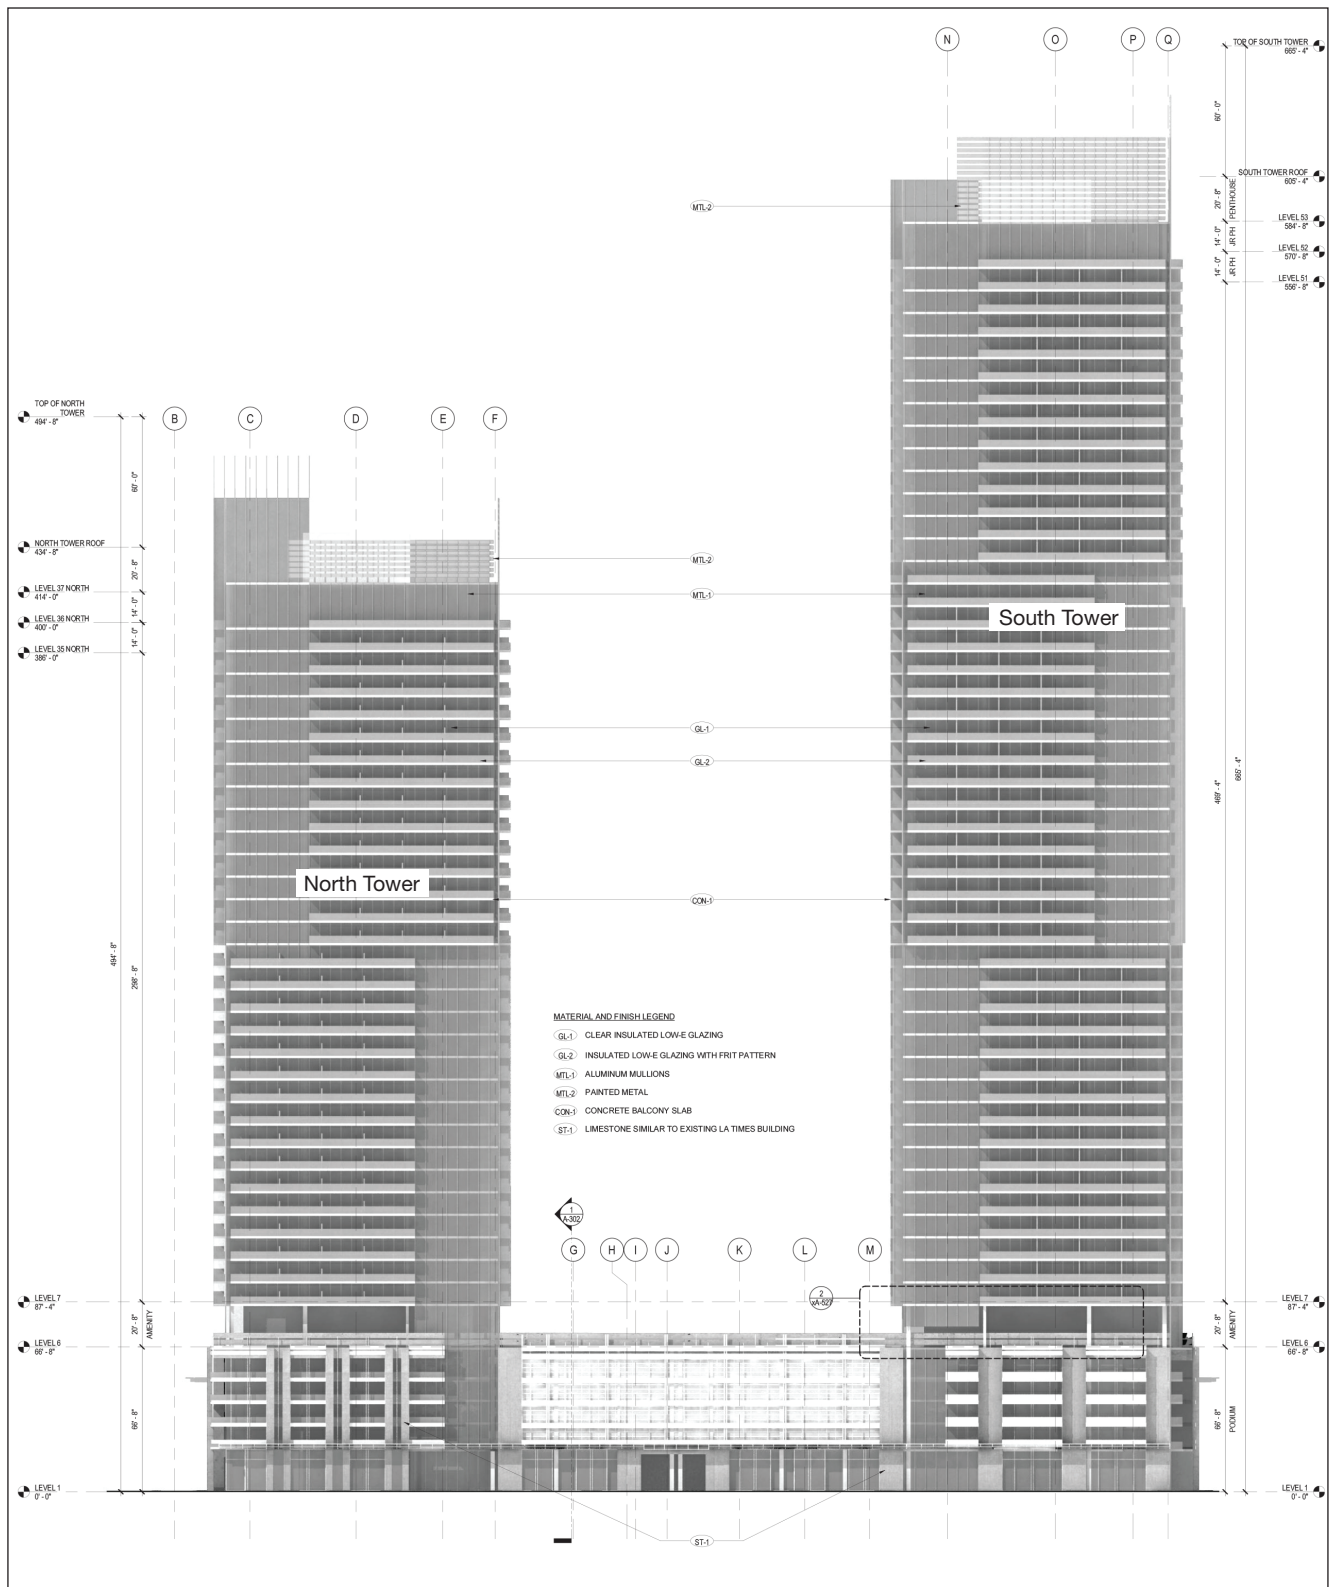 N
O
P
Q
TOP OF SOUTH TOWER
665' - 4"
60' - 0"
SOUTH TOWER ROOF
605' - 4"
20' - 8"
PENTHOUSE
MTL-2
LEVEL 53
584' - 8"
14' - 0"
JR PH
LEVEL 52
570' - 8"
14' - 0"
JR PH
LEVEL 51
556' - 8"
TOP OF NORTH
TOWER
494' - 8"
B
C
D
E
F
60' - 0"
NORTH TOWER ROOF
434' - 8"
20' - 8"
MTL-2
LEVEL 37 NORTH
414' - 0"
MTL-1
14' - 0"
LEVEL 36 NORTH
400' - 0"
South Tower
14' - 0"
LEVEL 35 NORTH
386' - 0"
GL-1
GL-2
469' - 4"
665' - 4"
North Tower
CON-1
494' - 8"
298' - 8"
MATERIAL AND FINISH LEGEND
GL-1 CLEAR INSULATED LOW-E GLAZING
GL-2 INSULATED LOW-E GLAZING WITH FRIT PATTERN
MTL-1 ALUMINUM MULLIONS
MTL-2 PAINTED METAL
CON-1 CONCRETE BALCONY SLAB
ST-1 LIMESTONE SIMILAR TO EXISTING LA TIMES BUILDING
1
A-302
G
H
I
J
K
L
M
2
xA-527
LEVEL 7
87' - 4"
LEVEL 7
87' - 4"
20' - 8"
AMENITY
20' - 8"
AMENITY
LEVEL 6
66' - 8"
LEVEL 6
66' - 8"
66' - 8"
66' - 8"
PODIUM
LEVEL 1
0' - 0"
LEVEL 1
0' - 0"
ST-1